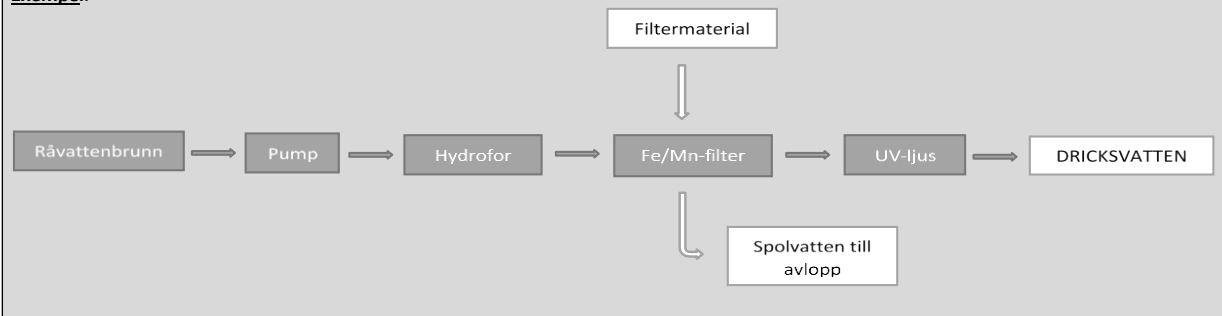 Exempel:
Filtermaterial
Råvattenbrunn
Pump
Hydrofor
Fe/Mn-filter
UV-ljus
DRICKSVATTEN
Spolvatten till
avlopp